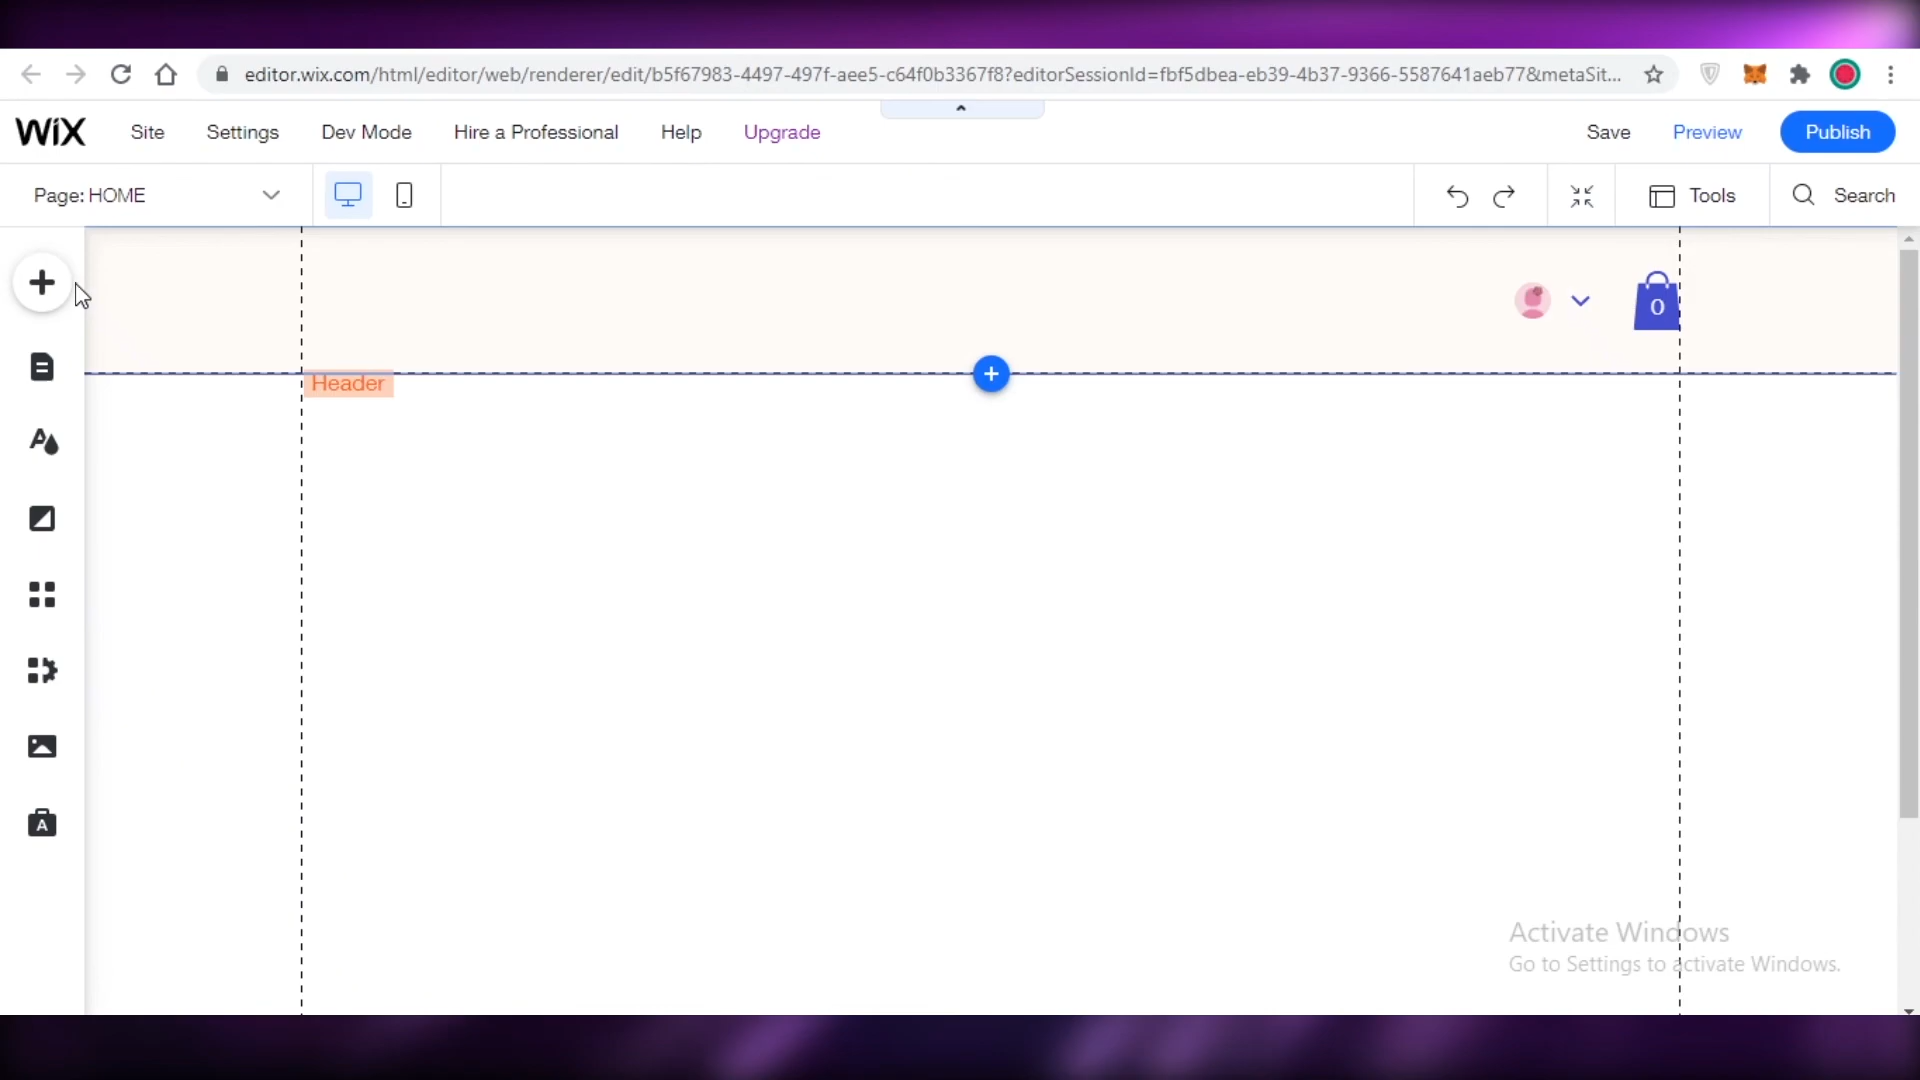 editor.wix.com/html/editor/web/renderer/edit/b5f67983-4497-497f-aee5-c64f0b3367f8?editorSessionId=fbf5dbea-eb39-4b37-9366-5587641aeb77&metaSit...
WiX Site Settings Dev Mode Hire a Professional Help Upgrade Save Preview Publish
Page: HOME Tools Search
0
Header
A
Activate Windows
Go to Settings to activate Windows.